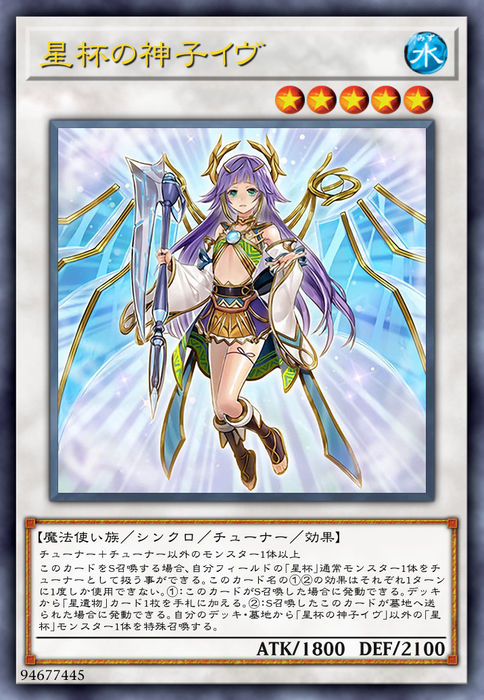 星杯の神子イヴ
みず
水
【魔法使い族／シンクロ／チューナー／効果】
チューナー＋チューナー以外のモンスター1体以上
このカードをS召喚する場合、自分フィールドの「星杯」通常モンスター1体をチ
ューナーとして扱う事ができる。このカード名の①②の効果はそれぞれ1ターン
に1度しか使用できない。①：このカードがS召喚した場合に発動できる。デッキ
から「星遺物」カード1枚を手札に加える。②：S召喚したこのカードが墓地へ送
られた場合に発動できる。自分のデッキ・墓地から「星杯の神子イヴ」以外の「星
杯」モンスター1体を特殊召喚する。
ATK/1800 DEF/2100
94677445